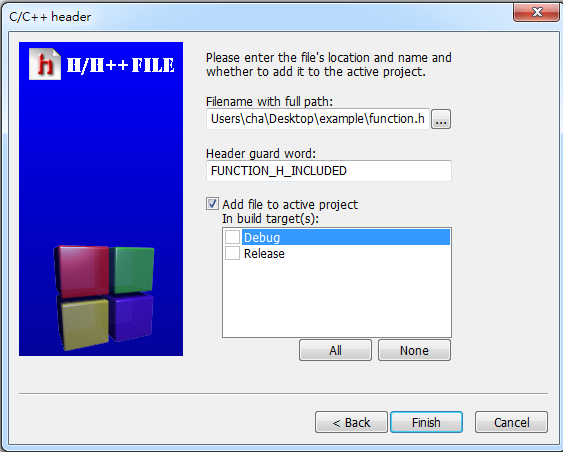 C/C++ header
h H/H++ FILE
Please enter the file's location and name and
whether to add it to the active project.
Filename with full path:
Users\cha\Desktop\example\function.h
...
Header guard word:
FUNCTION_H_INCLUDED
Add file to active project
In build target(s):
Debug
Release
All
None
< Back
Finish
Cancel